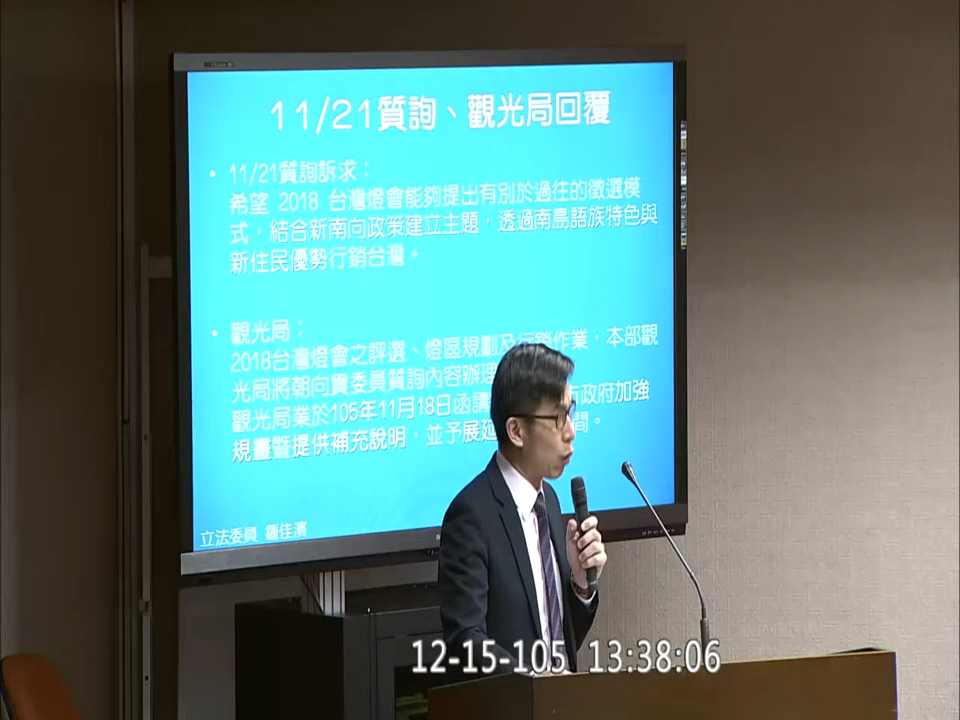 11/21質詢、觀光局回覆
• 11/21質詢訴求：
希望 2018 台灣燈會能夠提出有別於過往的徵選模
式，結合新南向政策建立主題，透過南島語族特色與
新住民優勢行銷台灣。
• 觀光局：
2018台灣燈會之評選、燈區規劃及行銷作業，本部觀
光局將朝向貴委員質詢內容辦理
觀光局業於105年11月18日函請 方政府加強
規畫暨提供補充說明，並予展延 間。
立法委員 鍾佳濱
12-15-105 13:38:06